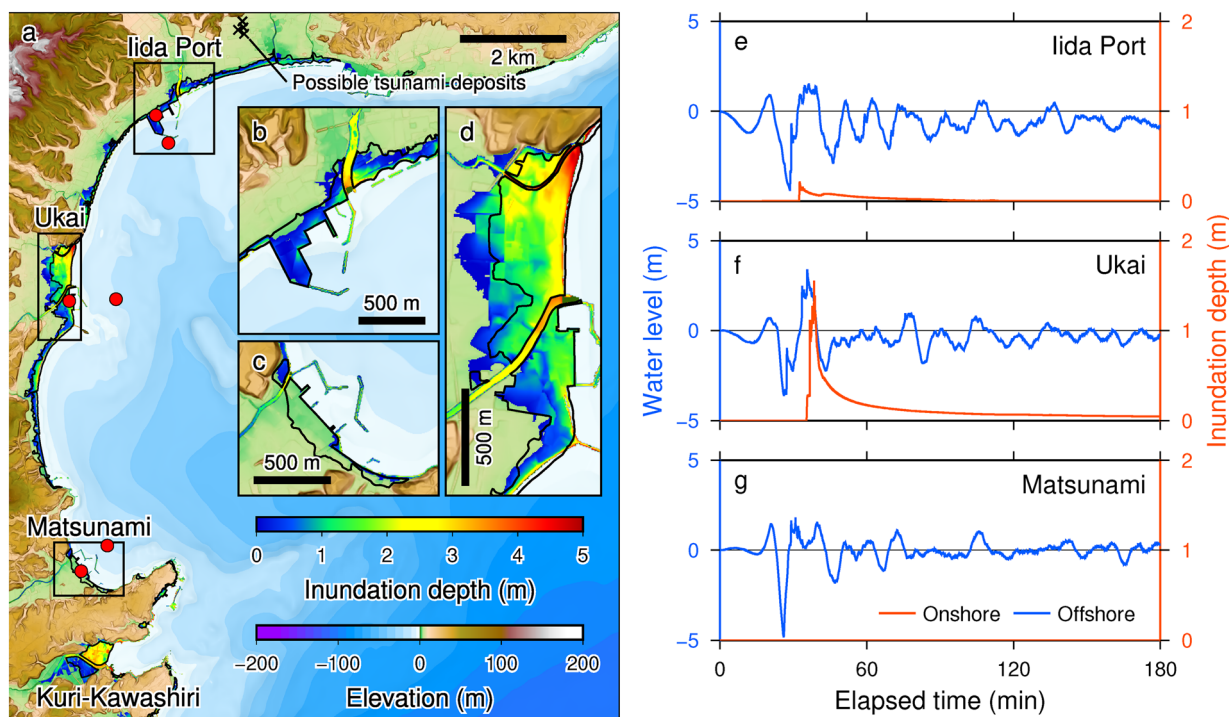 a
Iida Port
2 km
Possible tsunami deposits
b
500 m
d
500 m
Ukai
c
500 m
Matsunami
0 1 2 3 4 5
Inundation depth (m)
−200 −100 0 100 200
Elevation (m)
Kuri-Kawashiri
e
Iida Port
5
0
−5
2
1
0
f
Ukai
5
0
−5
2
1
0
g
Matsunami
5
0
−5
2
1
0
Water level (m)
Inundation depth (m)
Onshore Offshore
0 60 120 180
Elapsed time (min)